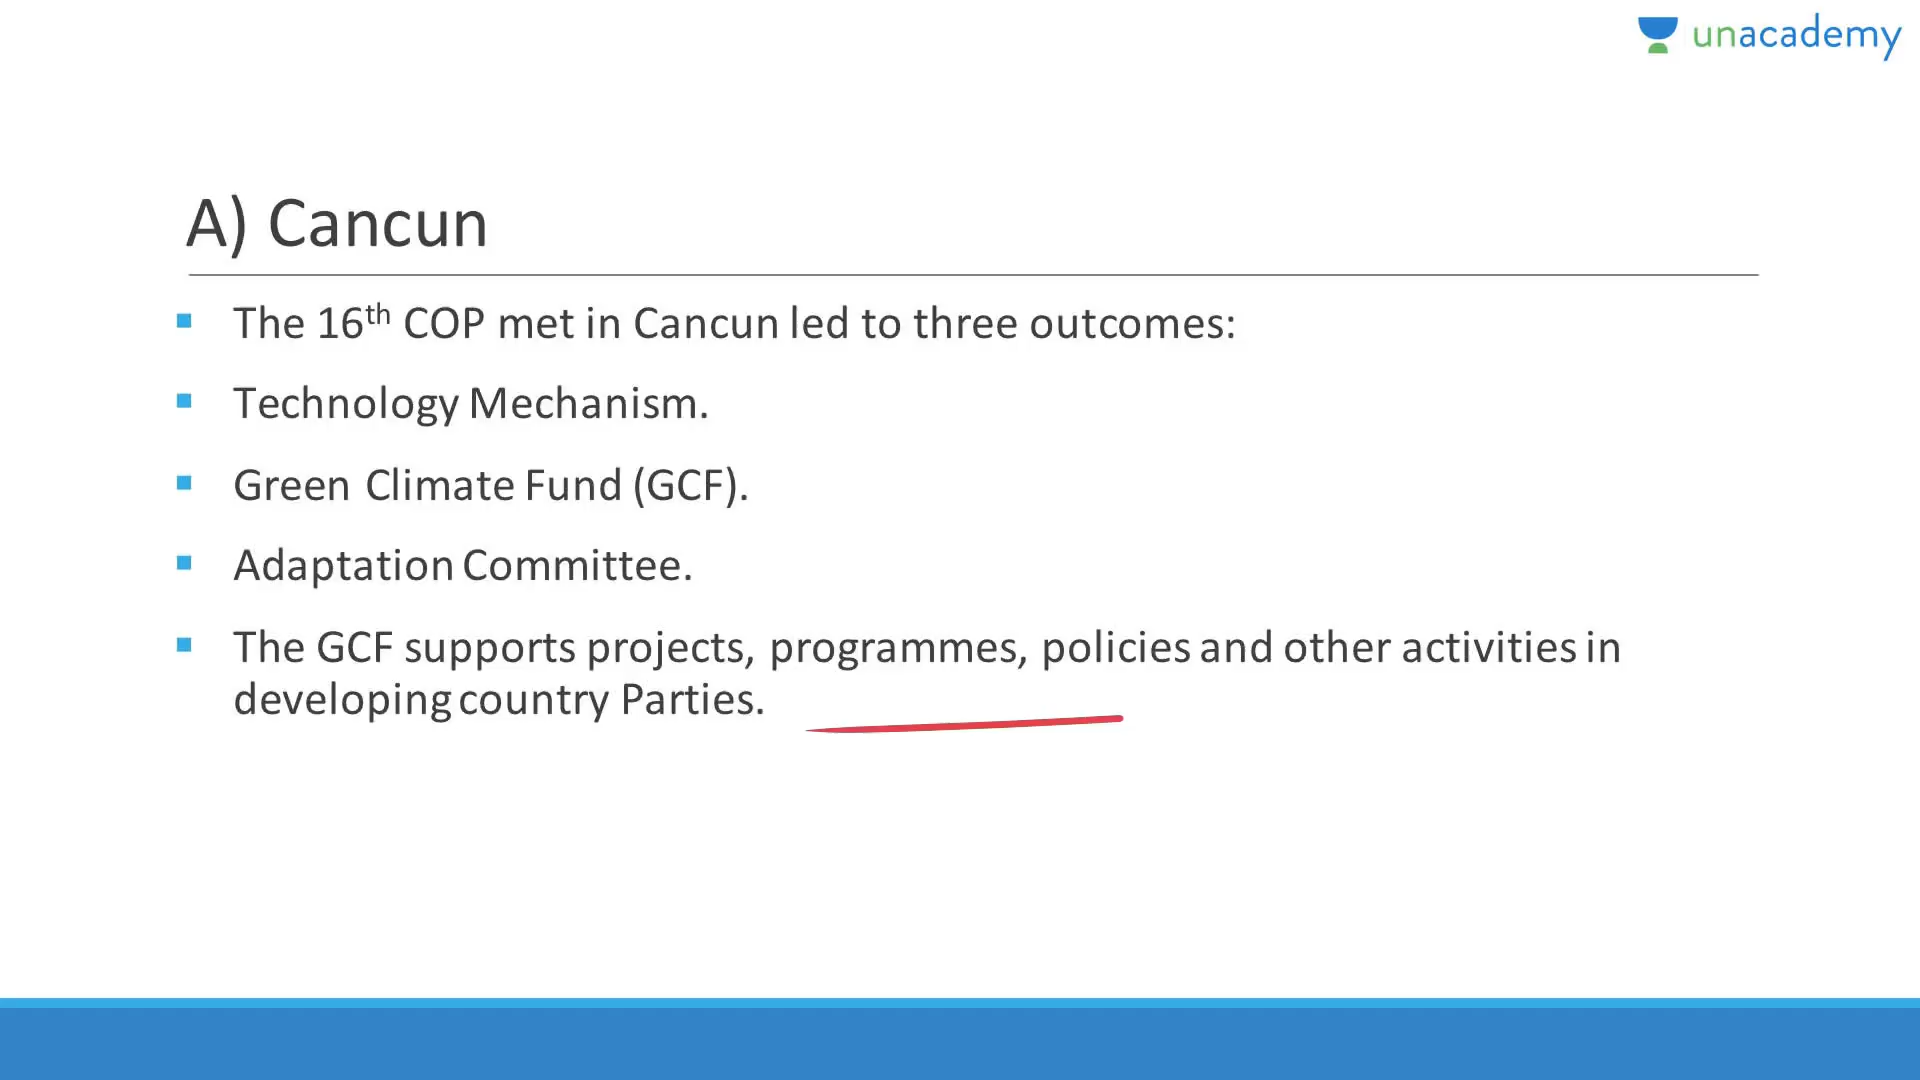 unacademy
A) Cancun
The 16th COP met in Cancun led to three outcomes:
Technology Mechanism.
Green Climate Fund (GCF).
Adaptation Committee.
The GCF supports projects, programmes, policies and other activities in
developing country Parties.